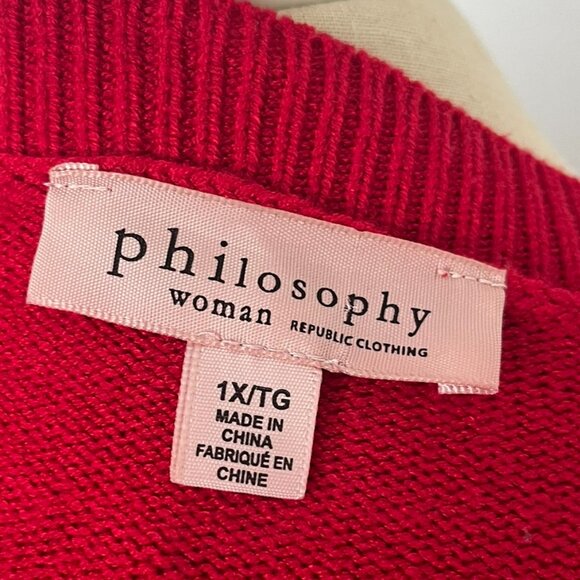 philosophy
woman REPUBLIC CLOTHING
1X/TG
MADE IN
CHINA
FABRIQUÉ EN
CHINE